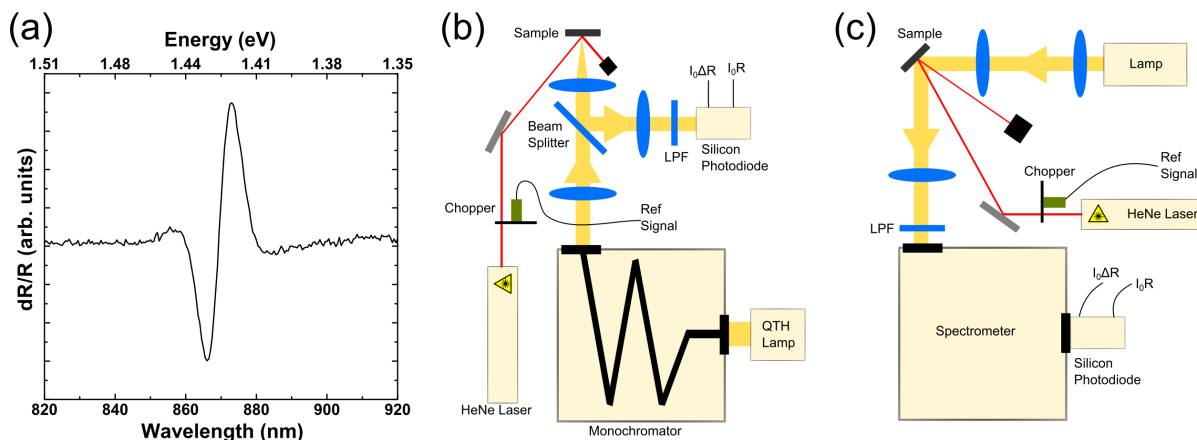 (a)
Energy (eV)
1.51 1.48 1.44 1.41 1.38 1.35
dR/R (arb. units)
820 840 860 880 900 920
Wavelength (nm)
(b)
Sample
I₀ΔR I₀R
Beam
Splitter
LPF
Silicon
Photodiode
Chopper
Ref
Signal
QTH
Lamp
HeNe Laser
Monochromator
(c)
Sample
Lamp
Chopper
Ref
Signal
HeNe Laser
LPF
I₀ΔR I₀R
Spectrometer
Silicon
Photodiode